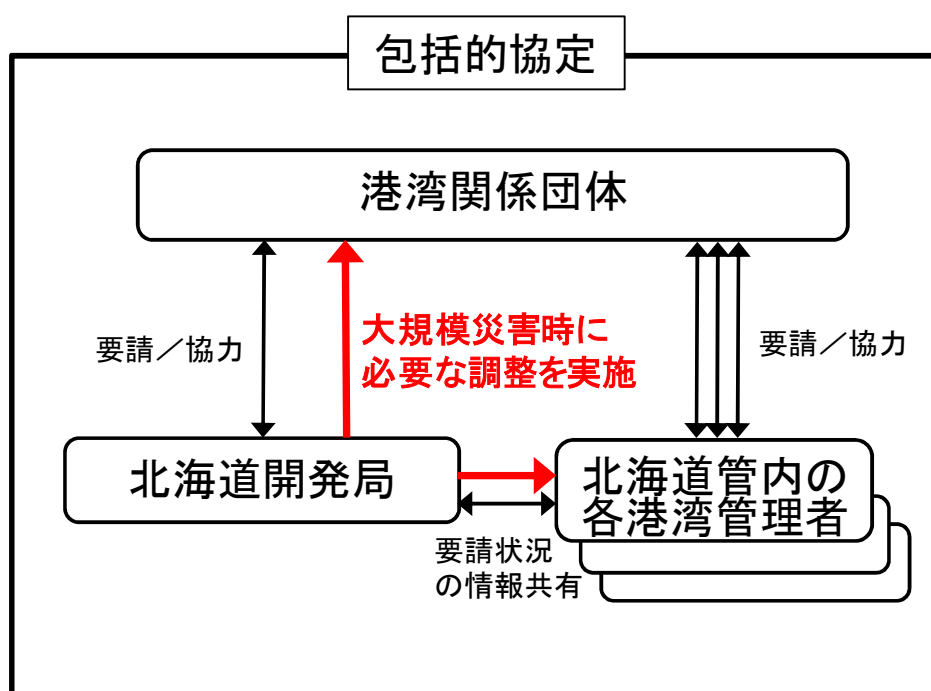 包括的協定
港湾関係団体
大規模災害時に
必要な調整を実施
要請／協力
要請／協力
北海道開発局
北海道管内の
各港湾管理者
要請状況
の情報共有